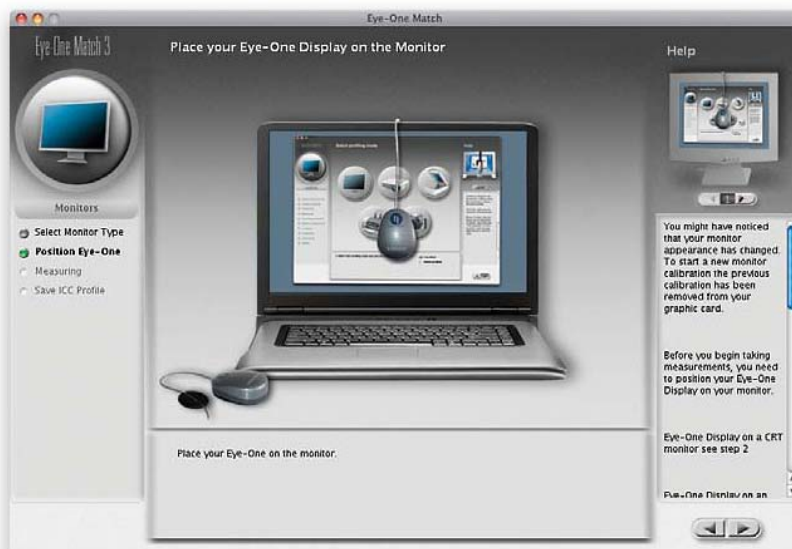 Eye-One Match
Eye-One Match 3
Place your Eye-One Display on the Monitor
Help
Monitors
Select Monitor Type
Position Eye-One
Measuring
Save ICC Profile
Place your Eye-One on the monitor.
You might have noticed
that your monitor
appearance has changed.
To start a new monitor
calibration the previous
calibration has been
removed from your
graphic card.
Before you begin taking
measurements, you need
to position your Eye-One
Display on your monitor.
Eye-One Display on a CRT
monitor see step 2
Eye-One Display on an